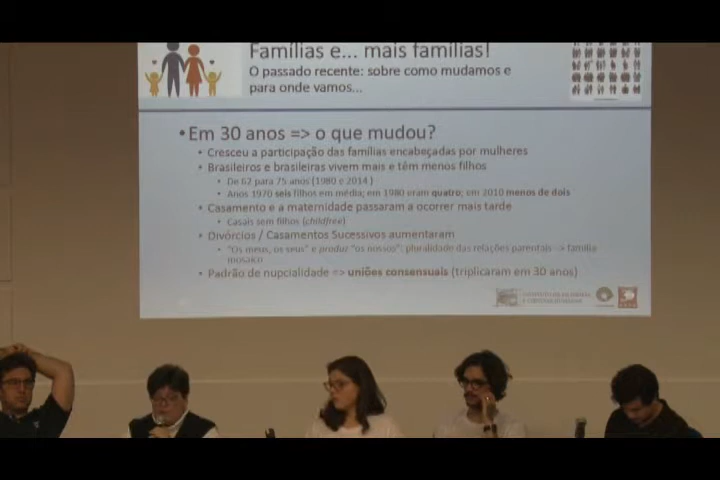 Famílias e... mais famílias!
O passado recente: sobre como mudamos e
para onde vamos...
• Em 30 anos => o que mudou?
• Cresceu a participação das famílias encabeçadas por mulheres
• Brasileiros e brasileiras vivem mais e têm menos filhos
• De 62 para 75 anos (1980 e 2014)
• Anos 1970 seis filhos em média; em 1980 eram quatro; em 2010 menos de dois
• Casamento e a maternidade passaram a ocorrer mais tarde
• Casais sem filhos (childfree)
• Divórcios / Casamentos Sucessivos aumentaram
• "Os meus, os seus" e produz "os nossos": pluralidade das relações parentais => família
mosaico
• Padrão de nupcialidade => uniões consensuais (triplicaram em 30 anos)